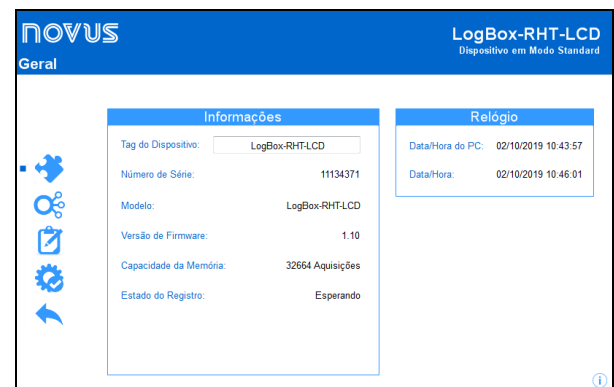 novus
LogBox-RHT-LCD
Dispositivo em Modo Standard
Geral
Informações
Tag do Dispositivo: LogBox-RHT-LCD
Número de Série: 11134371
Modelo: LogBox-RHT-LCD
Versão de Firmware: 1.10
Capacidade da Memória: 32664 Aquisições
Estado do Registro: Esperando
Relógio
Data/Hora do PC: 02/10/2019 10:43:57
Data/Hora: 02/10/2019 10:46:01